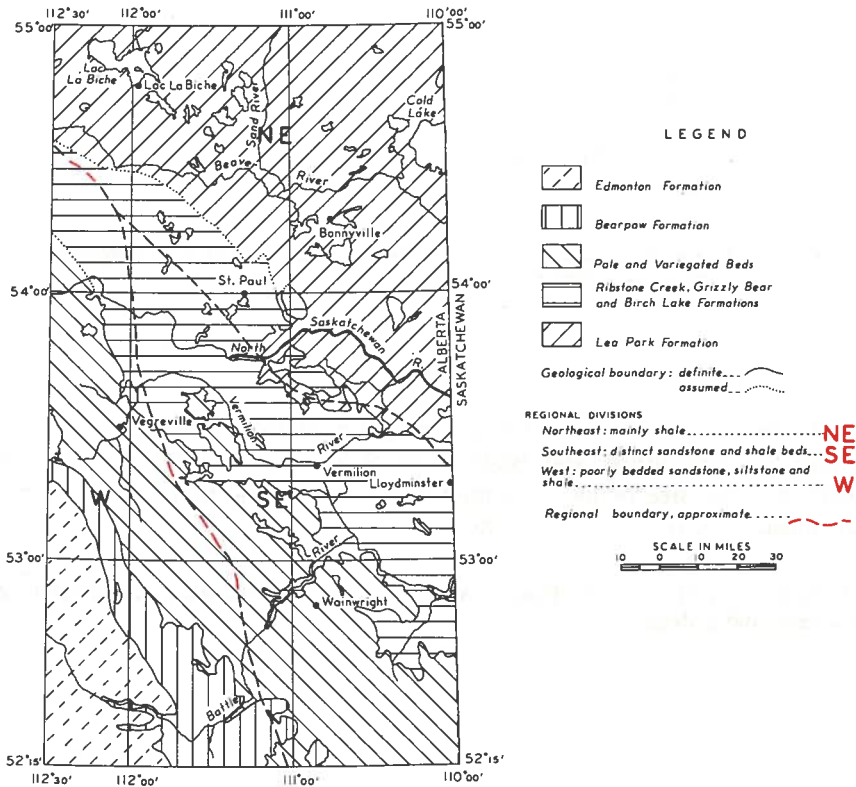 112°30' 112°00' 111°00' 110°00'
55°00' 55°00'
Lac La Biche
Lac La Biche
Sand River
Cold Lake
NE
Beaver River
Bonnyville
St. Paul
54°00' 54°00'
North Saskatchewan R.
ALBERTA
SASKATCHEWAN
Vegreville
Vermilion River
Vermilion
Lloydminster
W
SE
53°00' 53°00'
Battle River
Wainwright
52°15' 52°15'
112°30' 112°00' 111°00' 110°00'
LEGEND
Edmonton Formation
Bearpaw Formation
Pale and Variegated Beds
Ribstone Creek, Grizzly Bear
and Birch Lake Formations
Lea Park Formation
Geological boundary: definite
assumed
REGIONAL DIVISIONS
Northeast: mainly shale NE
Southeast: distinct sandstone and shale beds SE
West: poorly bedded sandstone, siltstone and
shale W
Regional boundary, approximate
SCALE IN MILES
10 0 10 20 30